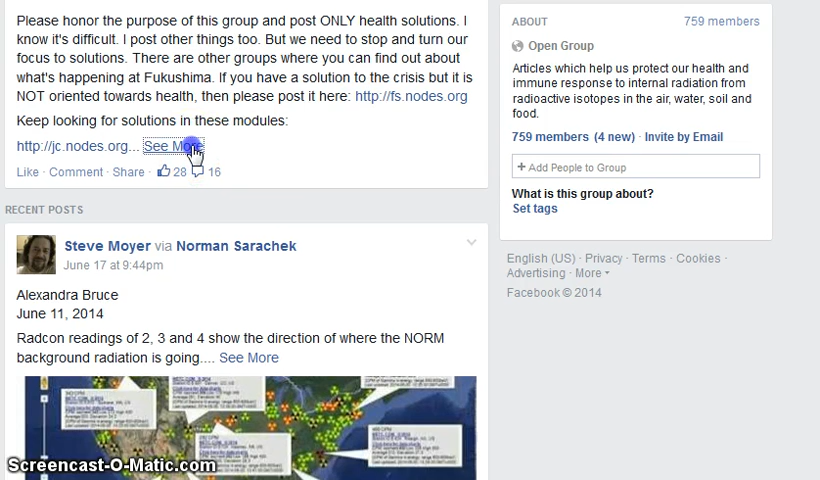 Please honor the purpose of this group and post ONLY health solutions. I
know it's difficult. I post other things too. But we need to stop and turn our
focus to solutions. There are other groups where you can find out about
what's happening at Fukushima. If you have a solution to the crisis but it is
NOT oriented towards health, then please post it here: http://fs.nodes.org
Keep looking for solutions in these modules:
http://jc.nodes.org... See More
Like · Comment · Share · 28 16
RECENT POSTS
Steve Moyer via Norman Sarachek
June 17 at 9:44pm
Alexandra Bruce
June 11, 2014
Radcon readings of 2, 3 and 4 show the direction of where the NORM
background radiation is going.... See More
Screencast-O-Matic.com
ABOUT 759 members
Open Group
Articles which help us protect our health and
immune response to internal radiation from
radioactive isotopes in the air, water, soil and
food.
759 members (4 new) · Invite by Email
+ Add People to Group
What is this group about?
Set tags
English (US) · Privacy · Terms · Cookies ·
Advertising · More
Facebook © 2014